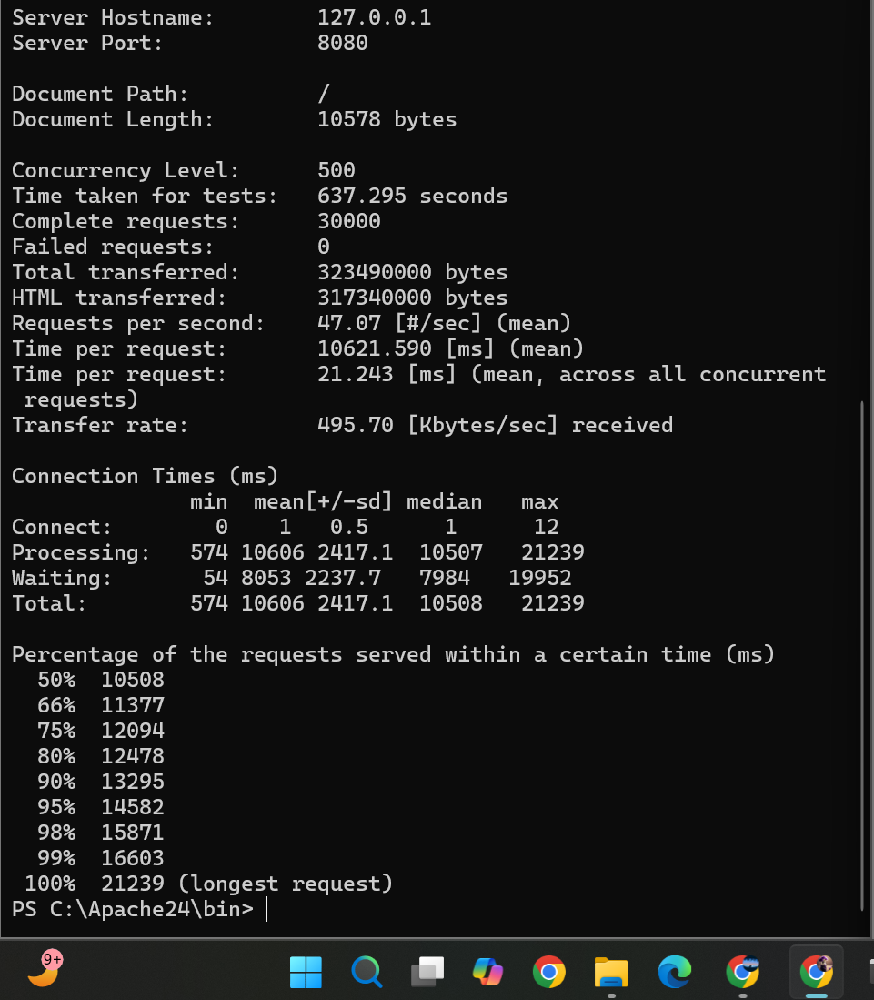 Server Hostname:        127.0.0.1
Server Port:            8080
Document Path:          /
Document Length:        10578 bytes
Concurrency Level:      500
Time taken for tests:   637.295 seconds
Complete requests:      30000
Failed requests:        0
Total transferred:      323490000 bytes
HTML transferred:       317340000 bytes
Requests per second:    47.07 [#/sec] (mean)
Time per request:       10621.590 [ms] (mean)
Time per request:       21.243 [ms] (mean, across all concurrent
 requests)
Transfer rate:          495.70 [Kbytes/sec] received
Connection Times (ms)
              min  mean[+/-sd] median   max
Connect:        0    1   0.5      1      12
Processing:   574 10606 2417.1  10507   21239
Waiting:       54 8053 2237.7   7984   19952
Total:        574 10606 2417.1  10508   21239
Percentage of the requests served within a certain time (ms)
  50%  10508
  66%  11377
  75%  12094
  80%  12478
  90%  13295
  95%  14582
  98%  15871
  99%  16603
 100%  21239 (longest request)
PS C:\Apache24\bin>
9+